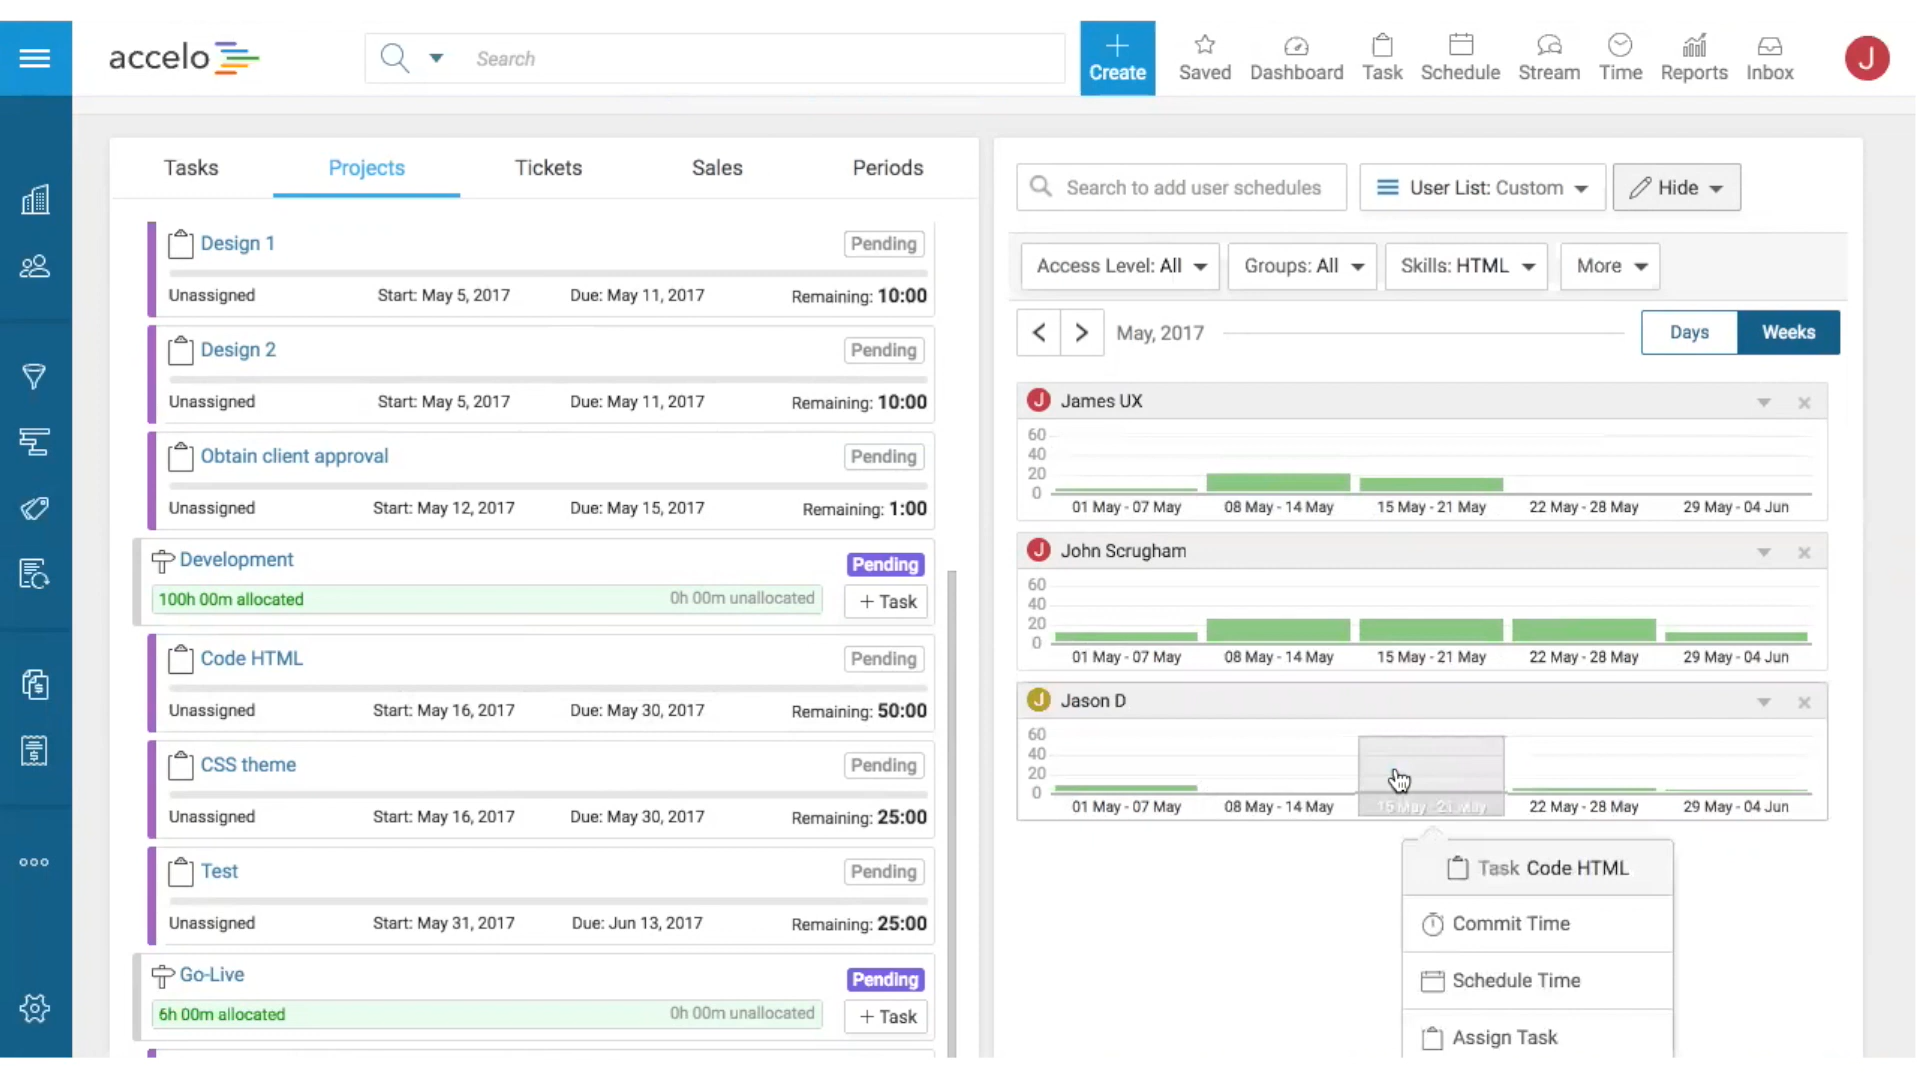 accelo
Search
Create
Saved
Dashboard
Task
Schedule
Stream
Time
Reports
Inbox
J
Tasks
Projects
Tickets
Sales
Periods
Design 1
Pending
Unassigned
Start: May 5, 2017
Due: May 11, 2017
Remaining: 10:00
Design 2
Pending
Unassigned
Start: May 5, 2017
Due: May 11, 2017
Remaining: 10:00
Obtain client approval
Pending
Unassigned
Start: May 12, 2017
Due: May 15, 2017
Remaining: 1:00
Development
Pending
100h 00m allocated
0h 00m unallocated
+ Task
Code HTML
Pending
Unassigned
Start: May 16, 2017
Due: May 30, 2017
Remaining: 50:00
CSS theme
Pending
Unassigned
Start: May 16, 2017
Due: May 30, 2017
Remaining: 25:00
Test
Pending
Unassigned
Start: May 31, 2017
Due: Jun 13, 2017
Remaining: 25:00
Go-Live
Pending
6h 00m allocated
0h 00m unallocated
+ Task
Search to add user schedules
User List: Custom
Hide
Access Level: All
Groups: All
Skills: HTML
More
May, 2017
Days
Weeks
J James UX
60
40
20
0
01 May - 07 May
08 May - 14 May
15 May - 21 May
22 May - 28 May
29 May - 04 Jun
J John Scrugham
60
40
20
0
01 May - 07 May
08 May - 14 May
15 May - 21 May
22 May - 28 May
29 May - 04 Jun
J Jason D
60
40
20
0
01 May - 07 May
08 May - 14 May
15 May - 21 May
22 May - 28 May
29 May - 04 Jun
Task Code HTML
Commit Time
Schedule Time
Assign Task